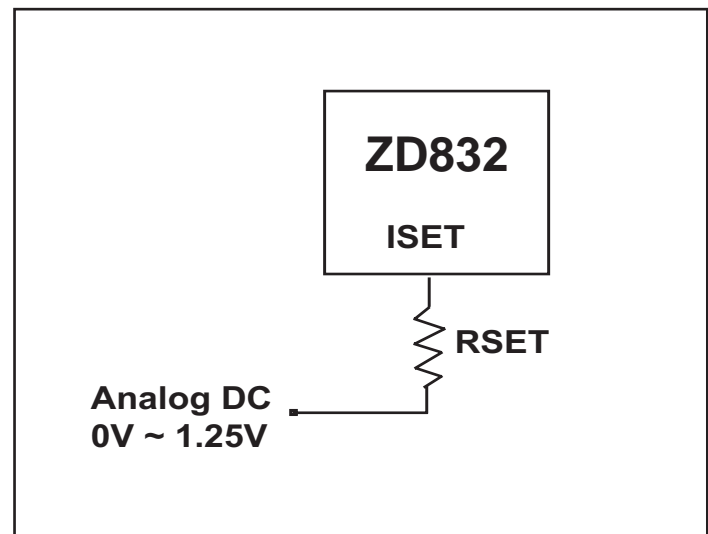 ZD832
ISET
RSET
Analog DC
0V ~ 1.25V